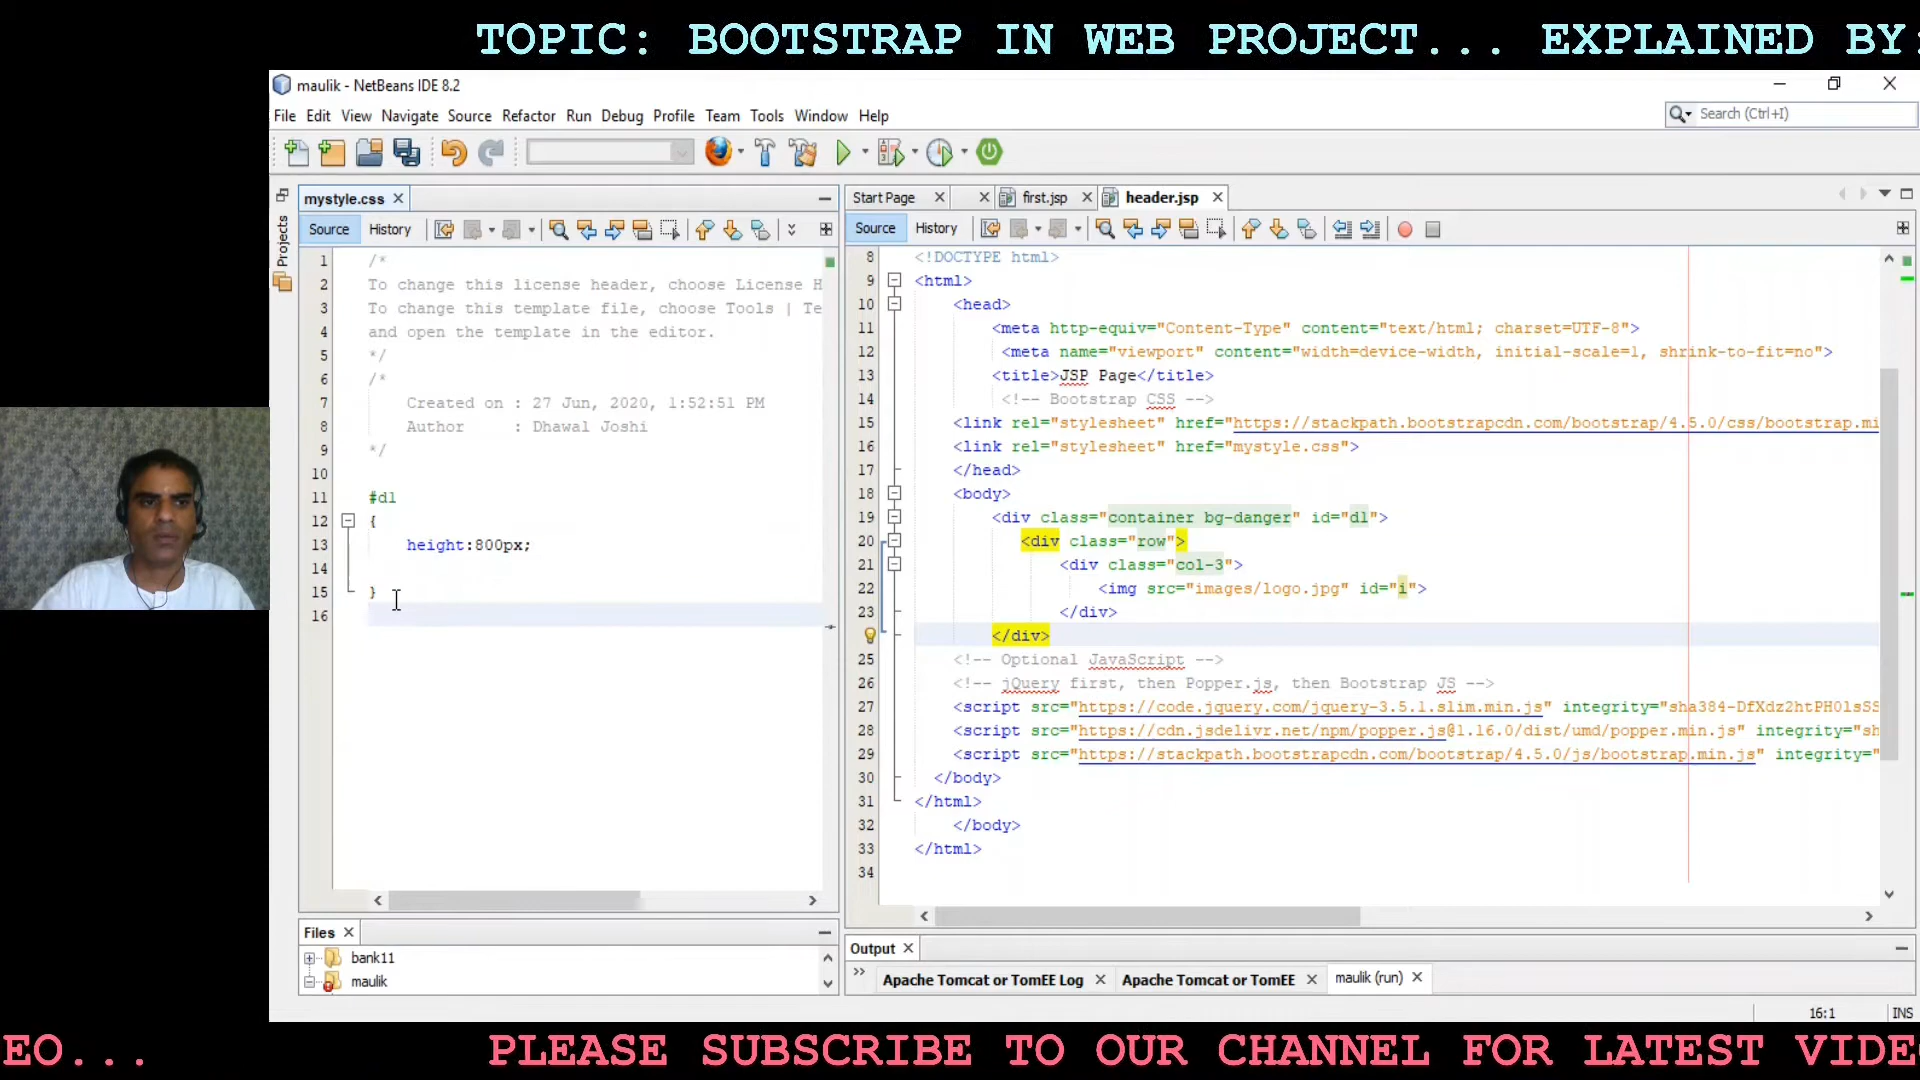 TOPIC: BOOTSTRAP IN WEB PROJECT... EXPLAINED BY:
maulik - NetBeans IDE 8.2
File Edit View Navigate Source Refactor Run Debug Profile Team Tools Window Help
Search (Ctrl+I)
Projects
mystyle.css
Source History
1 /*
2 To change this license header, choose License H
3 To change this template file, choose Tools | Te
4 and open the template in the editor.
5 */
6 /*
7 Created on : 27 Jun, 2020, 1:52:51 PM
8 Author : Dhawal Joshi
9 */
10
11 #d1
12 {
13 height:800px;
14
15 }
16
Files
bank11
maulik
Start Page first.jsp header.jsp
Source History
8 <!DOCTYPE html>
9 <html>
10 <head>
11 <meta http-equiv="Content-Type" content="text/html; charset=UTF-8">
12 <meta name="viewport" content="width=device-width, initial-scale=1, shrink-to-fit=no">
13 <title>JSP Page</title>
14 <!-- Bootstrap CSS -->
15 <link rel="stylesheet" href="https://stackpath.bootstrapcdn.com/bootstrap/4.5.0/css/bootstrap.mi
16 <link rel="stylesheet" href="mystyle.css">
17 </head>
18 <body>
19 <div class="container bg-danger" id="d1">
20 <div class="row">
21 <div class="col-3">
22 <img src="images/logo.jpg" id="i">
23 </div>
</div>
25 <!-- Optional JavaScript -->
26 <!-- jQuery first, then Popper.js, then Bootstrap JS -->
27 <script src="https://code.jquery.com/jquery-3.5.1.slim.min.js" integrity="sha384-DfXdz2htPH0lsSS
28 <script src="https://cdn.jsdelivr.net/npm/popper.js@1.16.0/dist/umd/popper.min.js" integrity="sh
29 <script src="https://stackpath.bootstrapcdn.com/bootstrap/4.5.0/js/bootstrap.min.js" integrity="
30 </body>
31 </html>
32 </body>
33 </html>
34
Output
Apache Tomcat or TomEE Log Apache Tomcat or TomEE maulik (run)
16:1 INS
EO... PLEASE SUBSCRIBE TO OUR CHANNEL FOR LATEST VIDE